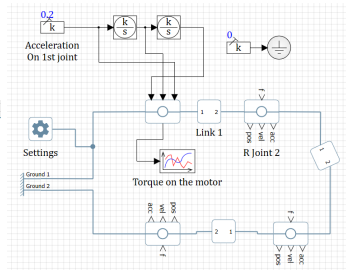 0.2
k
k
s
k
s
0
k
Acceleration
On 1st joint
f
1 2
Link 1
pos
vel
acc
R Joint 2
Settings
1
2
Torque on the motor
Ground 1
Ground 2
acc
vel
pos
f
2 1
f
pos
vel
acc